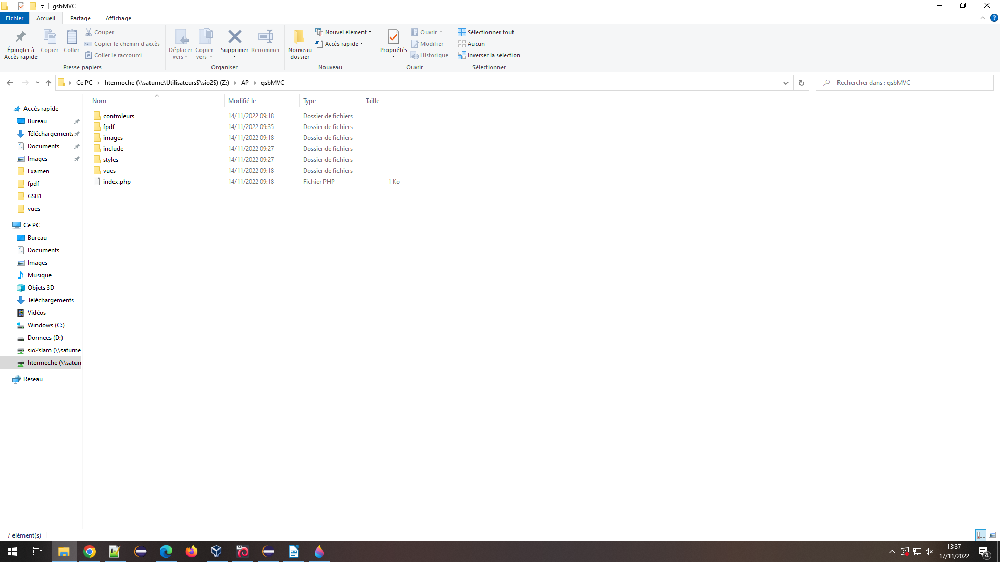 gsbMVC
Fichier Accueil Partage Affichage
Épingler à Accès rapide
Copier
Coller
Couper
Copier le chemin d'accès
Coller le raccourci
Presse-papiers
Déplacer vers
Copier vers
Supprimer
Renommer
Organiser
Nouveau dossier
Nouvel élément
Accès rapide
Nouveau
Propriétés
Ouvrir
Modifier
Historique
Ouvrir
Sélectionner tout
Aucun
Inverser la sélection
Sélectionner
Ce PC > htermeche (\\saturne\Utilisateurs$\sio2$) (Z:) > AP > gsbMVC
Rechercher dans : gsbMVC
Nom Modifié le Type Taille
controleurs 14/11/2022 09:18 Dossier de fichiers
fpdf 14/11/2022 09:35 Dossier de fichiers
images 14/11/2022 09:18 Dossier de fichiers
include 14/11/2022 09:27 Dossier de fichiers
styles 14/11/2022 09:27 Dossier de fichiers
vues 14/11/2022 09:18 Dossier de fichiers
index.php 14/11/2022 09:18 Fichier PHP 1 Ko
Accès rapide
Bureau
Téléchargements
Documents
Images
Examen
fpdf
GSB1
vues
Ce PC
Bureau
Documents
Images
Musique
Objets 3D
Téléchargements
Vidéos
Windows (C:)
Donnees (D:)
sio2slam (\\saturne
htermeche (\\saturn
Réseau
7 élément(s)
13:37
17/11/2022
4